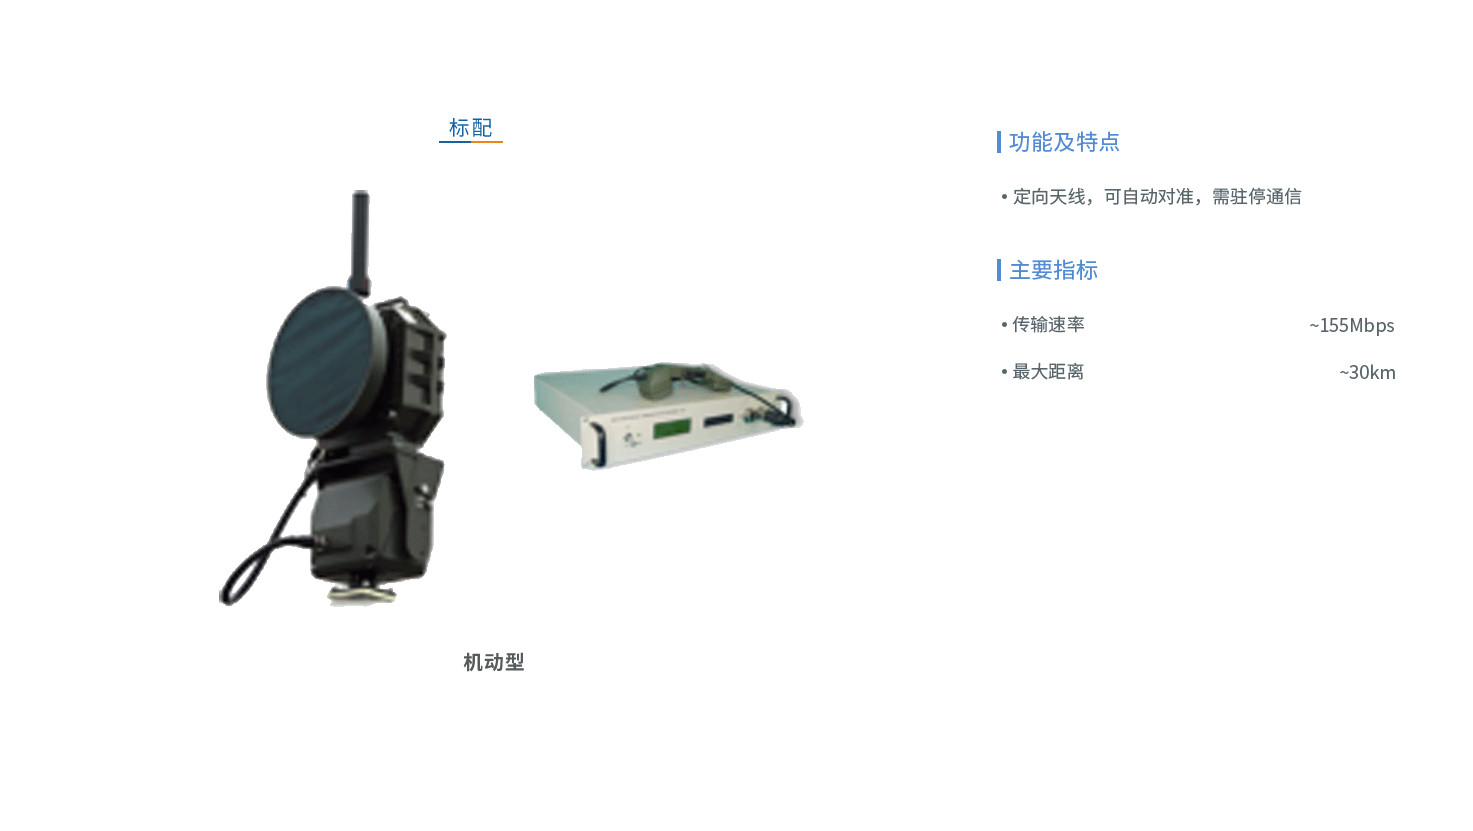 标配
机动型
功能及特点
• 定向天线，可自动对准，需驻停通信
主要指标
• 传输速率 ~155Mbps
• 最大距离 ~30km